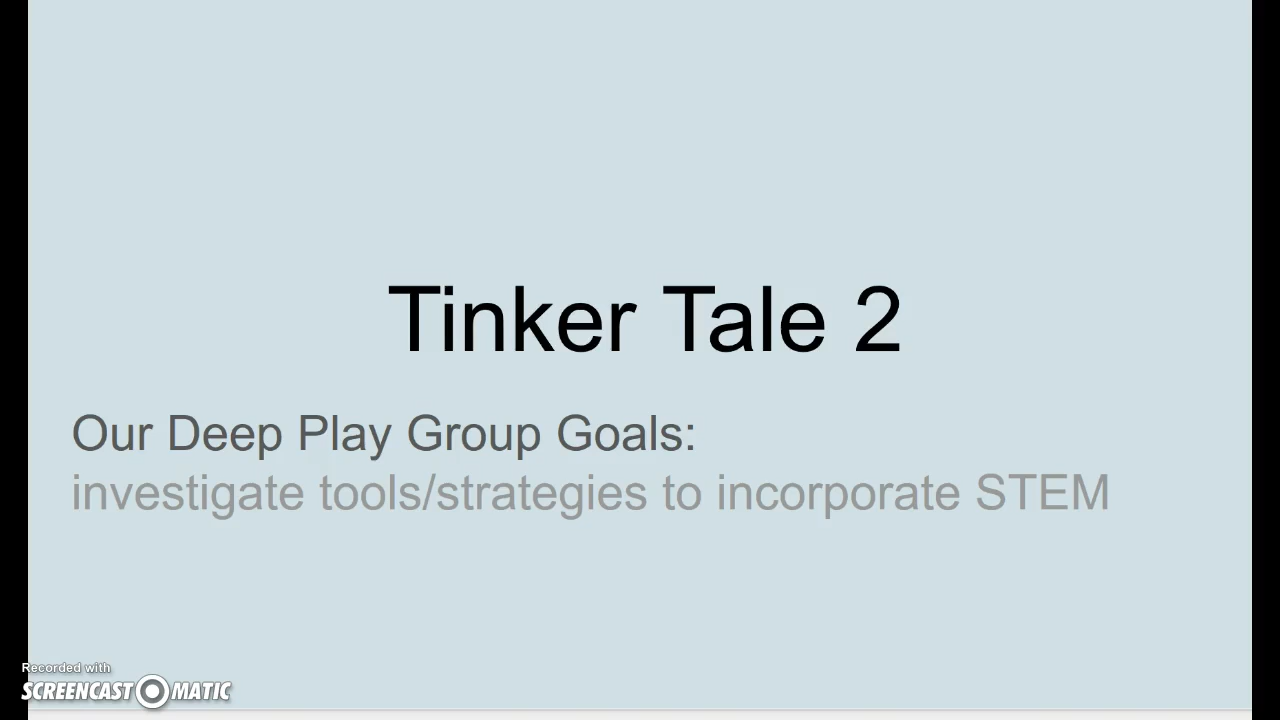 Tinker Tale 2
Our Deep Play Group Goals:
investigate tools/strategies to incorporate STEM
Recorded with
SCREENCAST MATIC